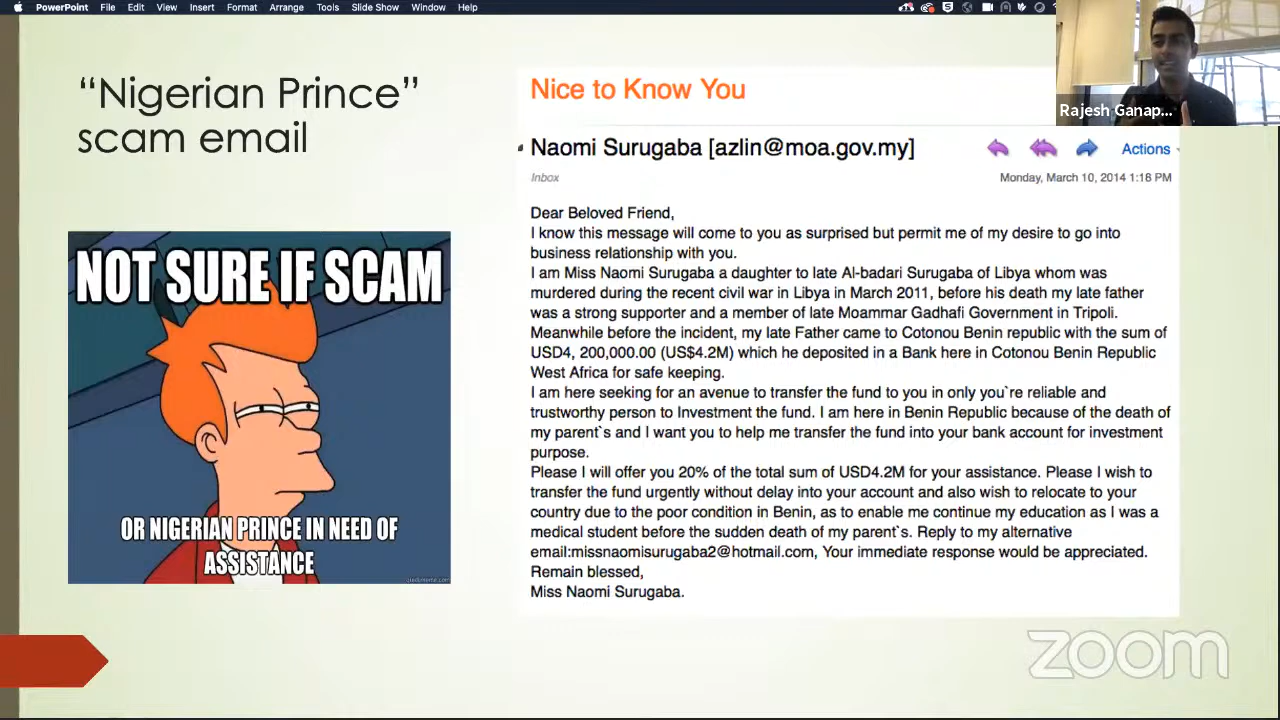 PowerPoint File Edit View Insert Format Arrange Tools Slide Show Window Help
Rajesh Ganap...
“Nigerian Prince”
scam email
NOT SURE IF SCAM
OR NIGERIAN PRINCE IN NEED OF
ASSISTANCE
Nice to Know You
Naomi Surugaba [azlin@moa.gov.my]
Actions
Inbox
Monday, March 10, 2014 1:18 PM
Dear Beloved Friend,
I know this message will come to you as surprised but permit me of my desire to go into
business relationship with you.
I am Miss Naomi Surugaba a daughter to late Al-badari Surugaba of Libya whom was
murdered during the recent civil war in Libya in March 2011, before his death my late father
was a strong supporter and a member of late Moammar Gadhafi Government in Tripoli.
Meanwhile before the incident, my late Father came to Cotonou Benin republic with the sum of
USD4, 200,000.00 (US$4.2M) which he deposited in a Bank here in Cotonou Benin Republic
West Africa for safe keeping.
I am here seeking for an avenue to transfer the fund to you in only you`re reliable and
trustworthy person to Investment the fund. I am here in Benin Republic because of the death of
my parent`s and I want you to help me transfer the fund into your bank account for investment
purpose.
Please I will offer you 20% of the total sum of USD4.2M for your assistance. Please I wish to
transfer the fund urgently without delay into your account and also wish to relocate to your
country due to the poor condition in Benin, as to enable me continue my education as I was a
medical student before the sudden death of my parent`s. Reply to my alternative
email:missnaomisurugaba2@hotmail.com, Your immediate response would be appreciated.
Remain blessed,
Miss Naomi Surugaba.
zoom